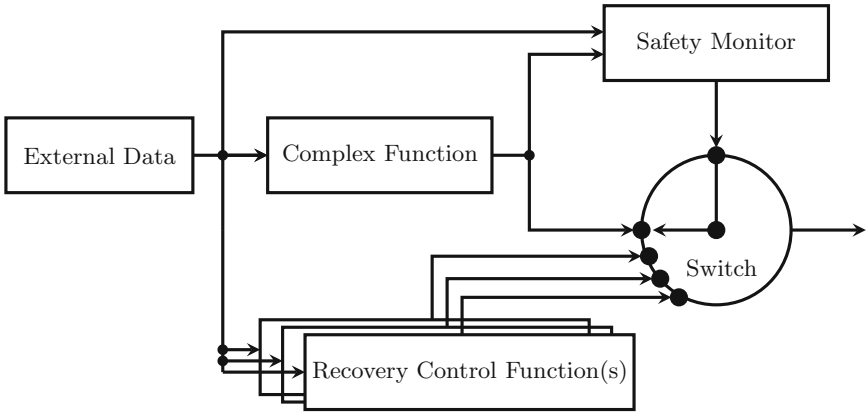 Safety Monitor
External Data
Complex Function
Switch
Recovery Control Function(s)